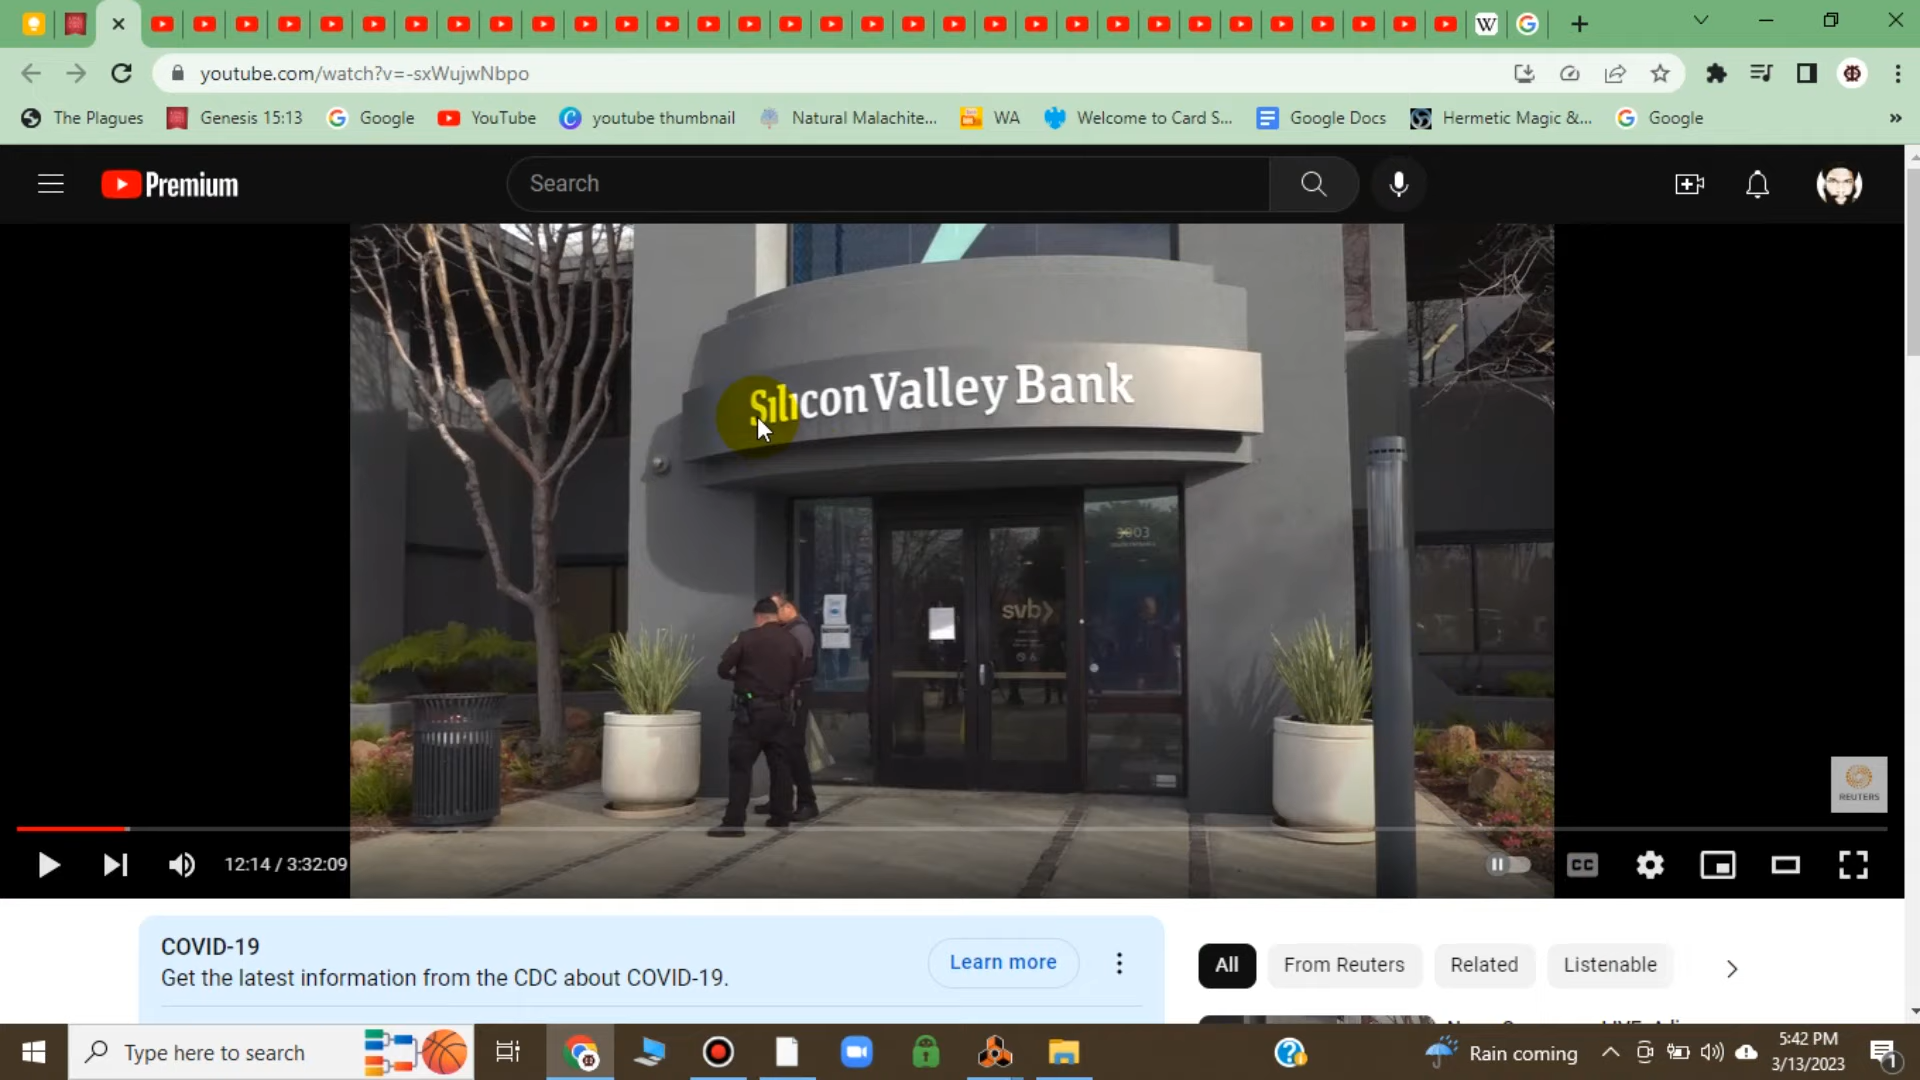 youtube.com/watch?v=-sxWujwNbpo
The Plagues Genesis 15:13 Google YouTube youtube thumbnail Natural Malachite... WA Welcome to Card S... Google Docs Hermetic Magic &... Google »
Premium Search
Silicon Valley Bank
3003
svb>
REUTERS
12:14 / 3:32:09 CC
COVID-19
Get the latest information from the CDC about COVID-19.
Learn more
All From Reuters Related Listenable
Type here to search
Rain coming
5:42 PM
3/13/2023
1